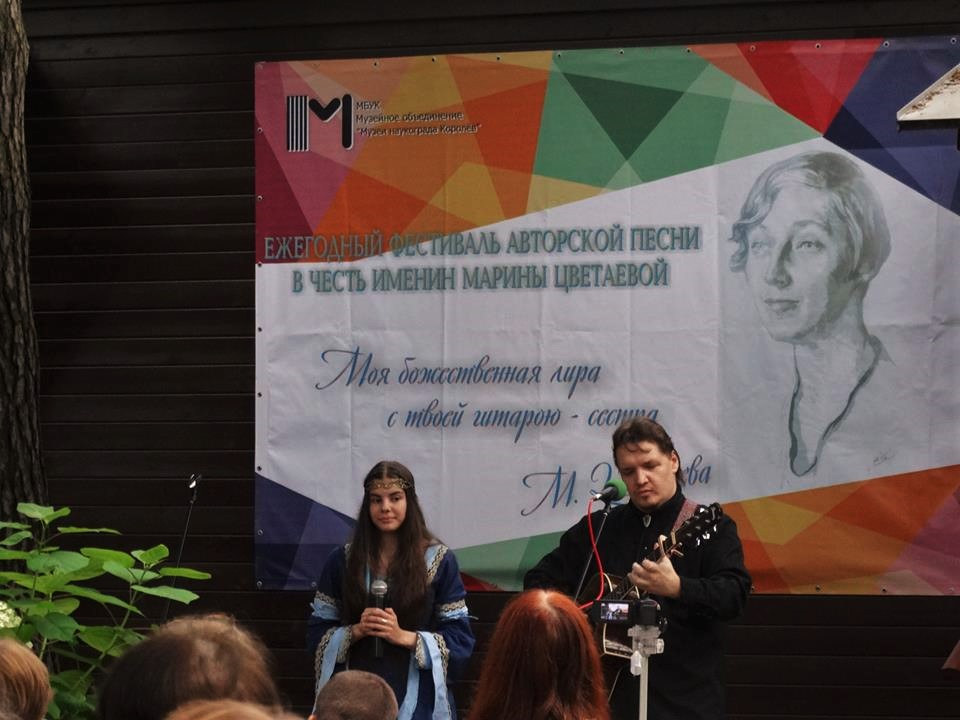 МБУК
Музейное объединение
"Музеи наукограда Королёв"
ЕЖЕГОДНЫЙ ФЕСТИВАЛЬ АВТОРСКОЙ ПЕСНИ
В ЧЕСТЬ ИМЕНИН МАРИНЫ ЦВЕТАЕВОЙ
Моя божественная лира
с твоей гитарою - сестра
М.